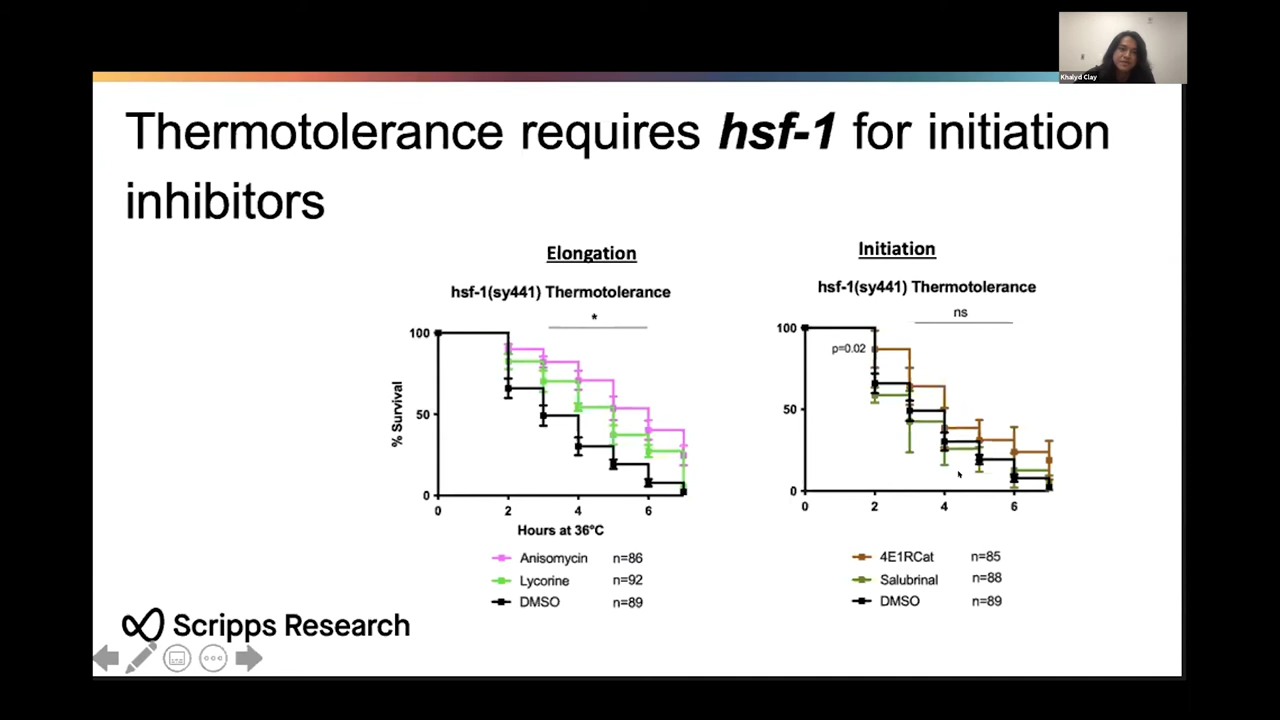 Khalyd Clay
Thermotolerance requires hsf-1 for initiation
inhibitors
Elongation
hsf-1(sy441) Thermotolerance
*
100
50
0
% Survival
0 2 4 6
Hours at 36°C
Anisomycin n=86
Lycorine n=92
DMSO n=89
Initiation
hsf-1(sy441) Thermotolerance
ns
p=0.02
100
50
0
0 2 4 6
4E1RCat n=85
Salubrinal n=88
DMSO n=89
Scripps Research